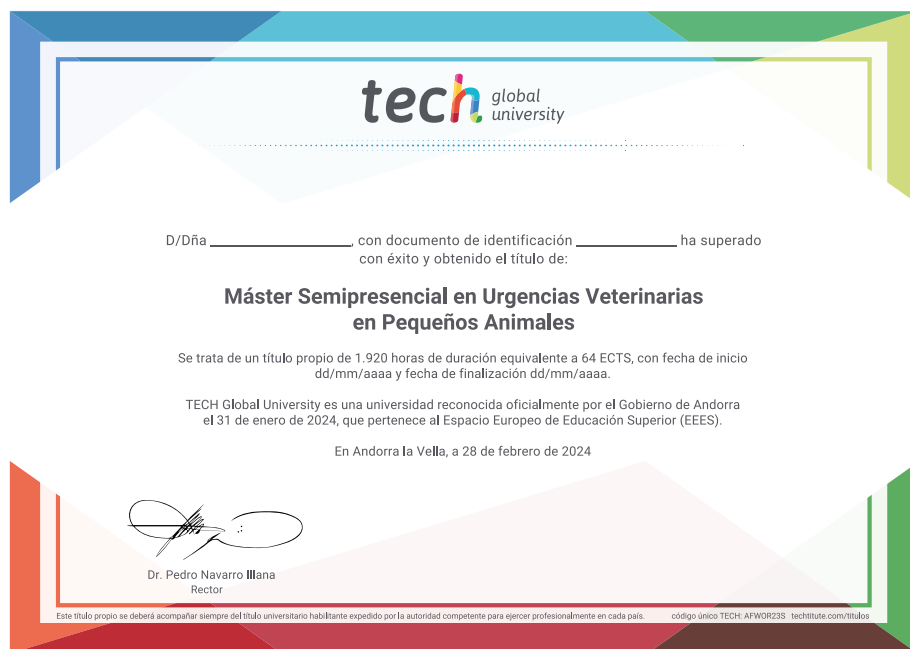 tech global
university
D/Dña ________________, con documento de identificación ____________ ha superado
con éxito y obtenido el título de:
Máster Semipresencial en Urgencias Veterinarias
en Pequeños Animales
Se trata de un título propio de 1.920 horas de duración equivalente a 64 ECTS, con fecha de inicio
dd/mm/aaaa y fecha de finalización dd/mm/aaaa.
TECH Global University es una universidad reconocida oficialmente por el Gobierno de Andorra
el 31 de enero de 2024, que pertenece al Espacio Europeo de Educación Superior (EEES).
En Andorra la Vella, a 28 de febrero de 2024
Dr. Pedro Navarro Illana
Rector
Este título propio se deberá acompañar siempre del título universitario habilitante expedido por la autoridad competente para ejercer profesionalmente en cada país. código único TECH: AFWOR23S techtitute.com/titulos